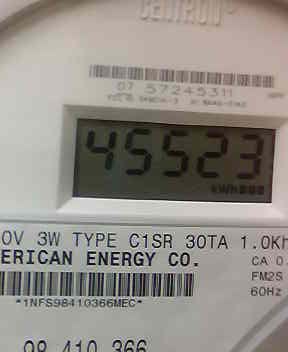 CENTRON
07 57245311
45523
0V 3W TYPE C1SR 30TA 1.0Kh
ERICAN ENERGY CO.
CA 0.
FM2S
60Hz
*1NFS98410366MEC*
98 410 366